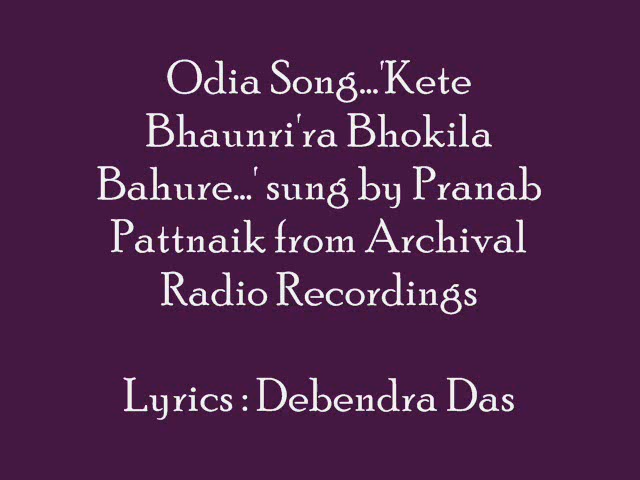 Odia Song...'Kete
Bhaunri'ra Bhokila
Bahure...' sung by Pranab
Pattnaik from Archival
Radio Recordings
Lyrics : Debendra Das